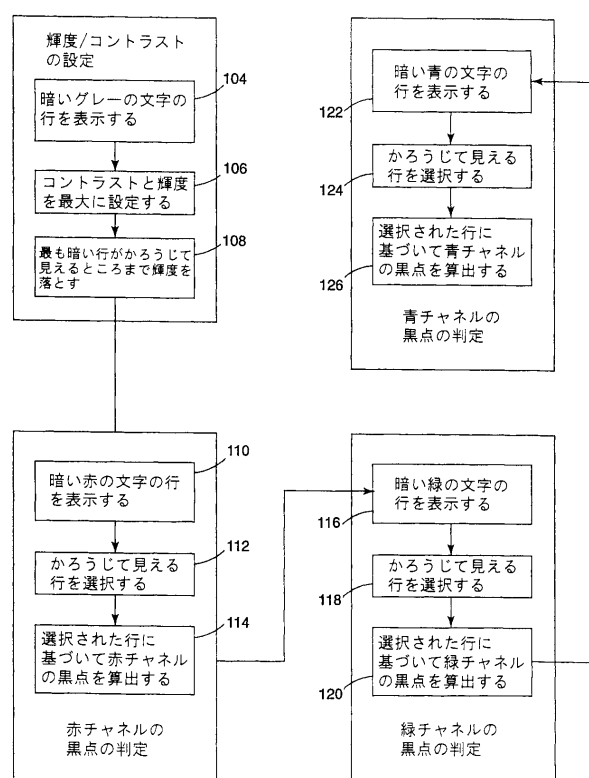 輝度/コントラスト
の設定
104
暗いグレーの文字の
行を表示する
106
コントラストと輝度
を最大に設定する
108
最も暗い行がかろうじて
見えるところまで輝度を
落とす
110
暗い赤の文字の行
を表示する
112
かろうじて見える
行を選択する
114
選択された行に
基づいて赤チャネル
の黒点を算出する
赤チャネルの
黒点の判定
暗い緑の文字の
行を表示する
116
かろうじて見える
行を選択する
118
選択された行に
基づいて緑チャネル
の黒点を算出する
120
緑チャネルの
黒点の判定
暗い青の文字の
行を表示する
122
かろうじて見える
行を選択する
124
選択された行に
基づいて青チャネル
の黒点を算出する
126
青チャネルの
黒点の判定